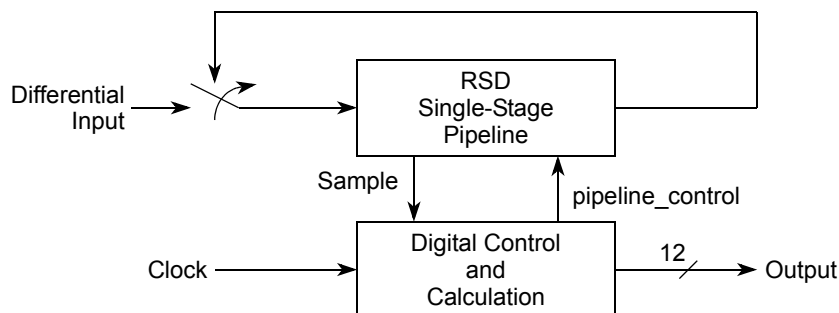 RSD
Single-Stage
Pipeline
Differential
Input
Sample
pipeline_control
Digital Control
and
Calculation
Clock
12
Output